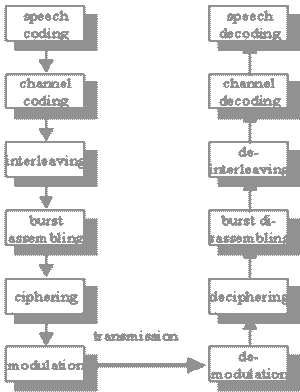 speech
coding
channel
coding
interleaving
burst
assembling
ciphering
modulation
transmission
speech
decoding
channel
decoding
de-
interleaving
burst di-
sassembling
deciphering
de-
modulation